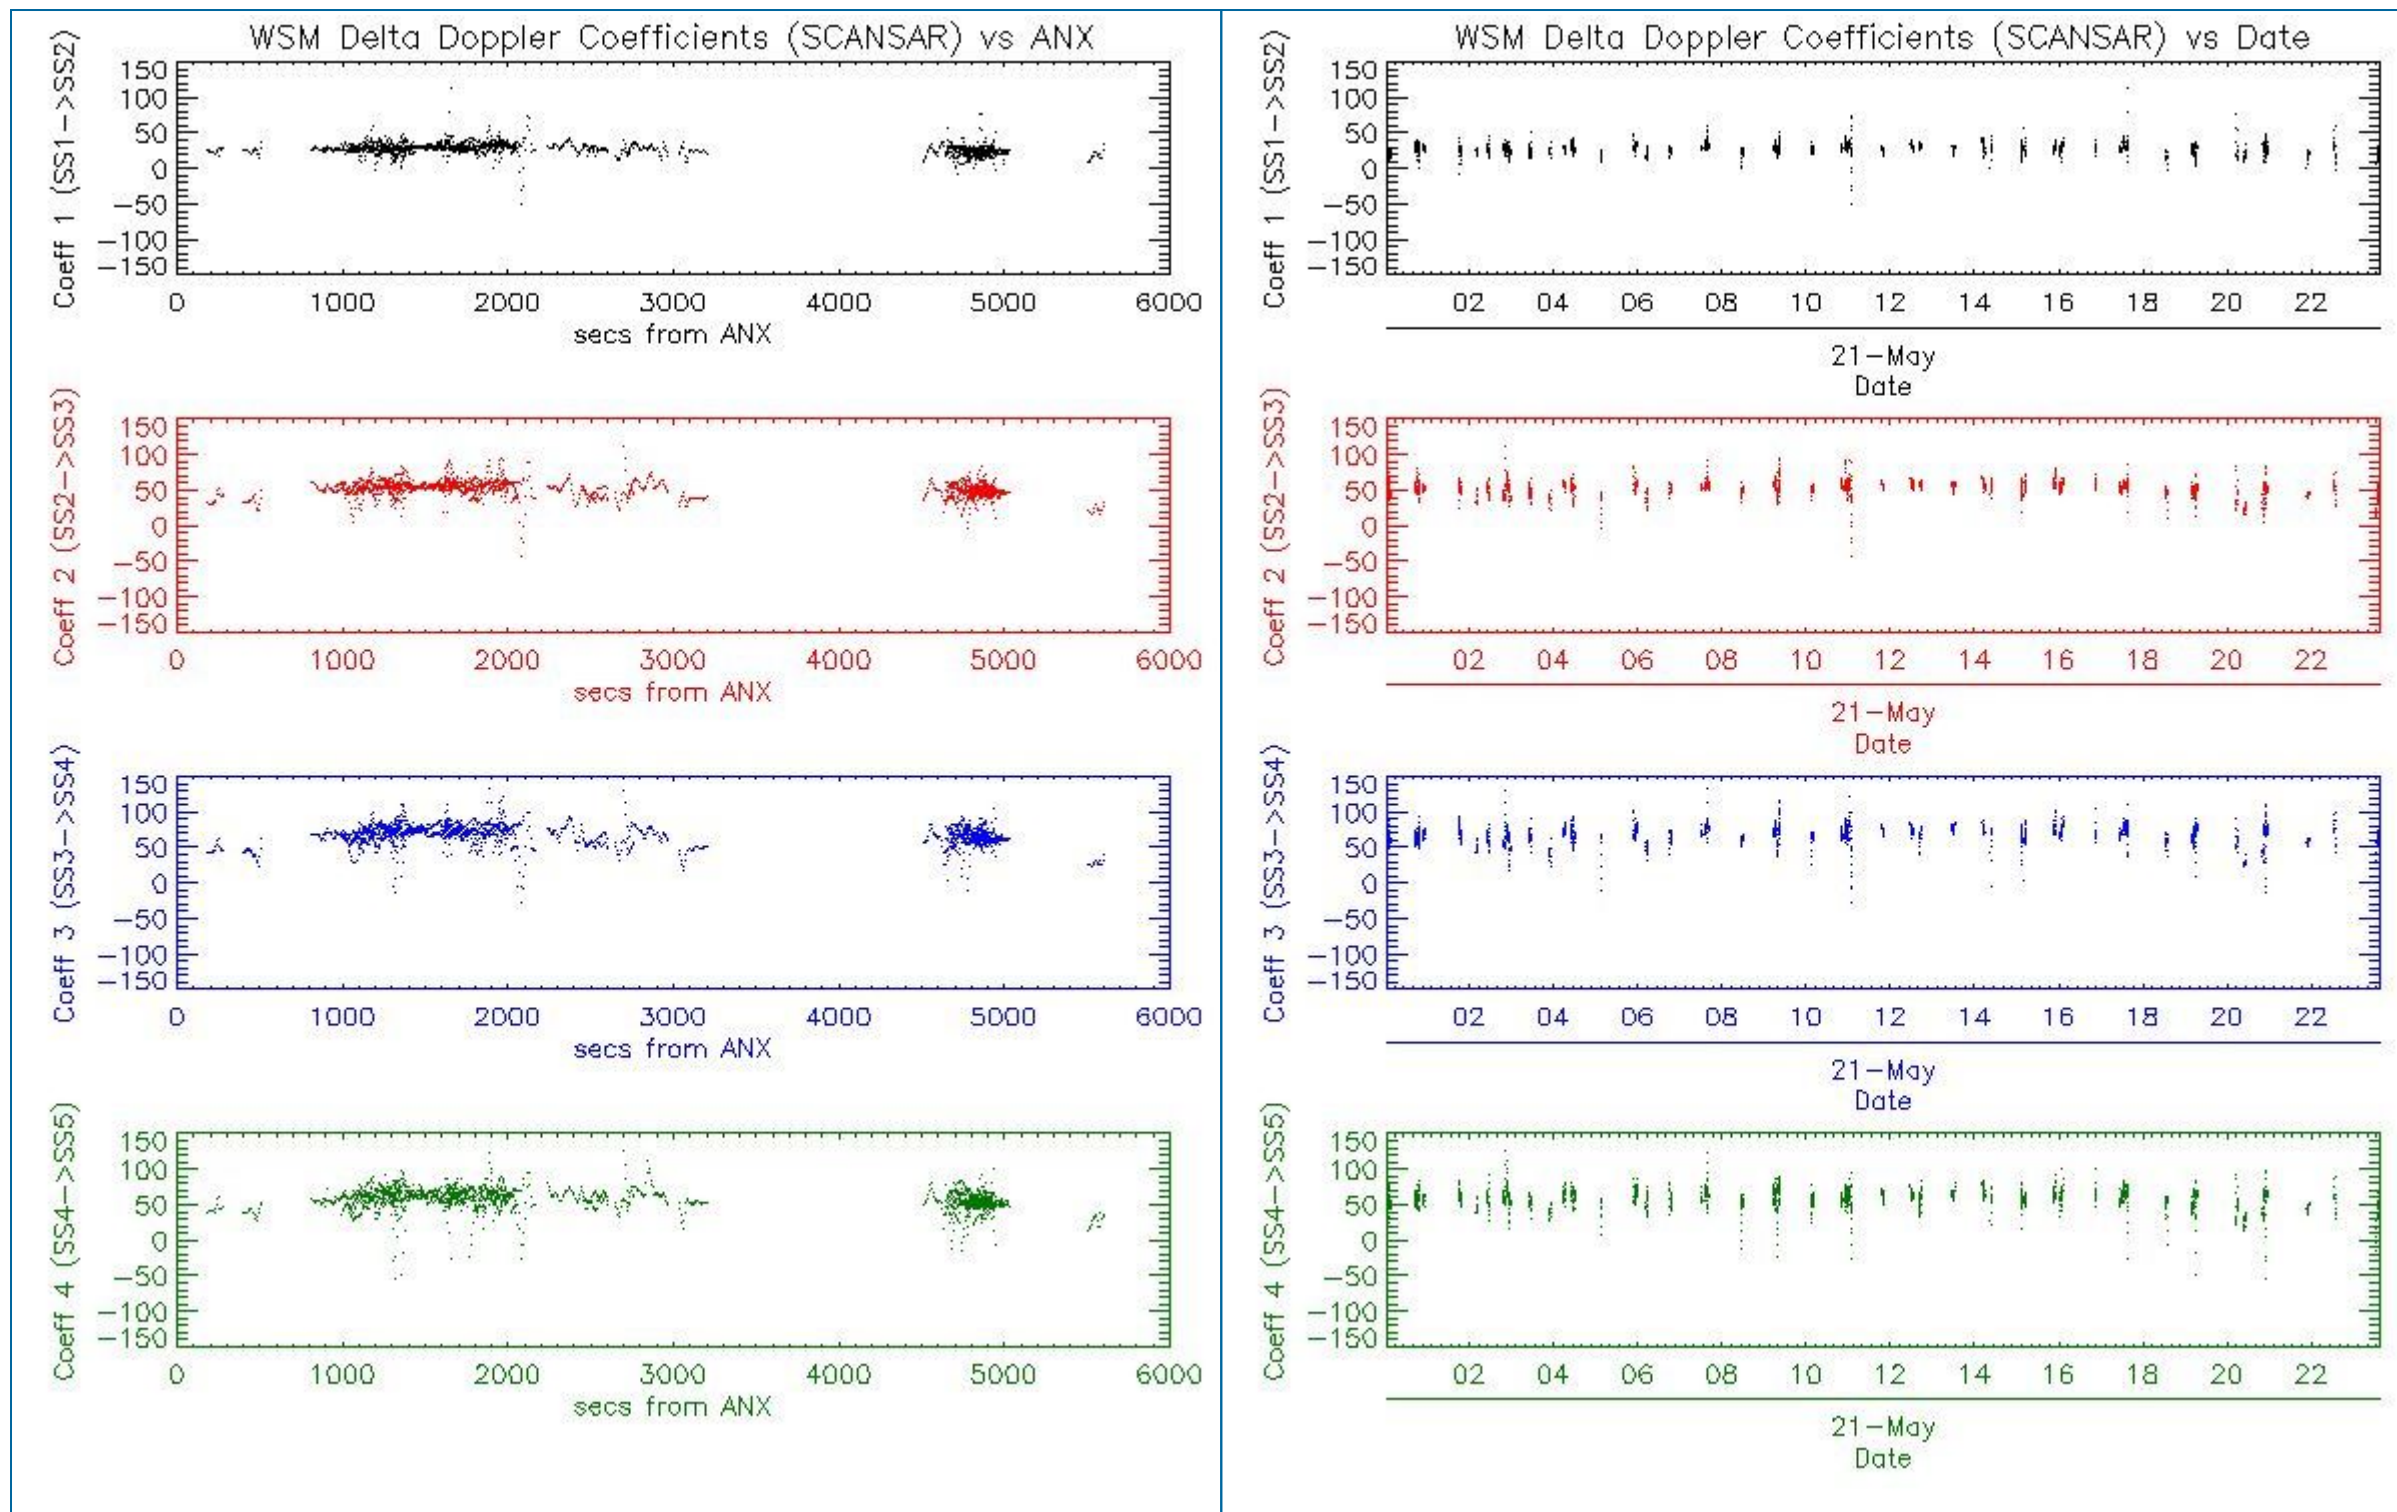 WSM Delta Doppler Coefficients (SCANSAR) vs ANX
Coeff 1 (SS1->SS2)
150
100
50
0
-50
-100
-150
0 1000 2000 3000 4000 5000 6000
secs from ANX
Coeff 2 (SS2->SS3)
150
100
50
0
-50
-100
-150
0 1000 2000 3000 4000 5000 6000
secs from ANX
Coeff 3 (SS3->SS4)
150
100
50
0
-50
-100
-150
0 1000 2000 3000 4000 5000 6000
secs from ANX
Coeff 4 (SS4->SS5)
150
100
50
0
-50
-100
-150
0 1000 2000 3000 4000 5000 6000
secs from ANX
WSM Delta Doppler Coefficients (SCANSAR) vs Date
Coeff 1 (SS1->SS2)
150
100
50
0
-50
-100
-150
02 04 06 08 10 12 14 16 18 20 22
21-May
Date
Coeff 2 (SS2->SS3)
150
100
50
0
-50
-100
-150
02 04 06 08 10 12 14 16 18 20 22
21-May
Date
Coeff 3 (SS3->SS4)
150
100
50
0
-50
-100
-150
02 04 06 08 10 12 14 16 18 20 22
21-May
Date
Coeff 4 (SS4->SS5)
150
100
50
0
-50
-100
-150
02 04 06 08 10 12 14 16 18 20 22
21-May
Date